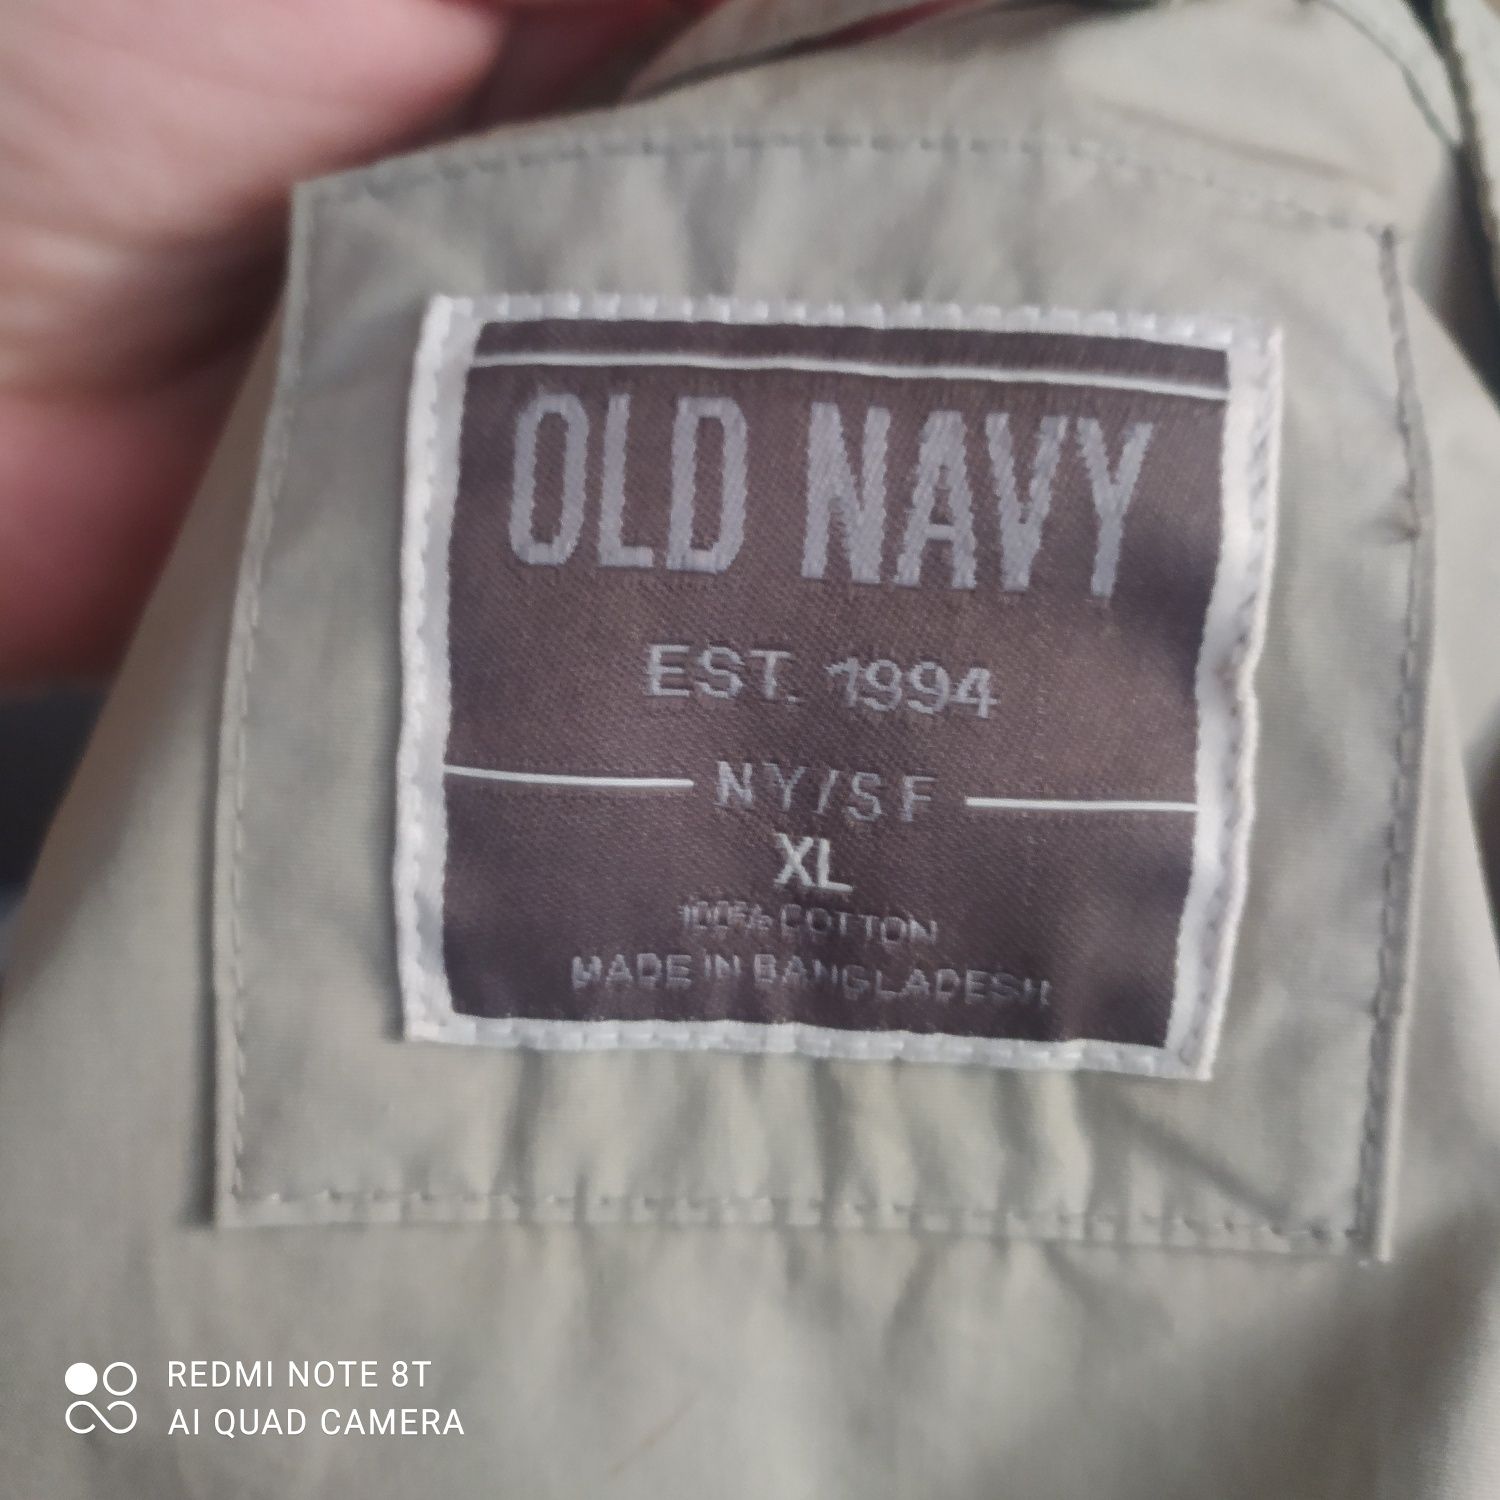 OLD NAVY
EST. 1994
NY/SF
XL
100% COTTON
MADE IN BANGLADESH
REDMI NOTE 8T
AI QUAD CAMERA